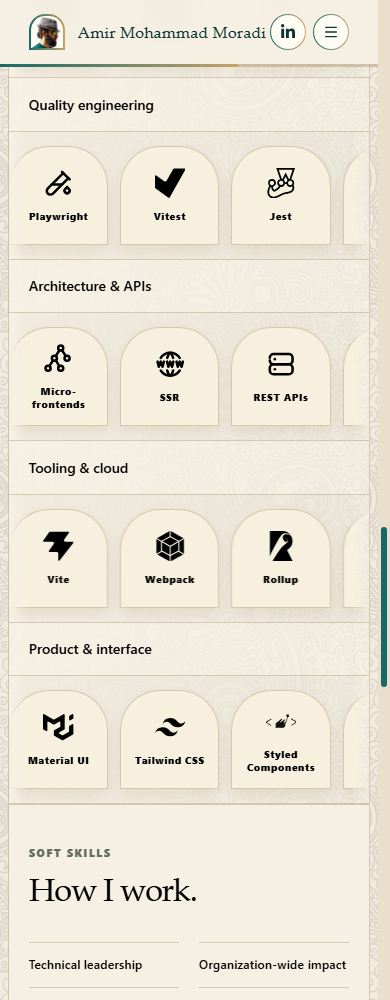 Amir Mohammad Moradi
in
Quality engineering
Playwright
Vitest
Jest
Architecture & APIs
Micro-
frontends
WWW
SSR
REST APIs
Tooling & cloud
Vite
Webpack
Rollup
Product & interface
Material UI
Tailwind CSS
Styled
Components
SOFT SKILLS
How I work.
Technical leadership
Organization-wide impact